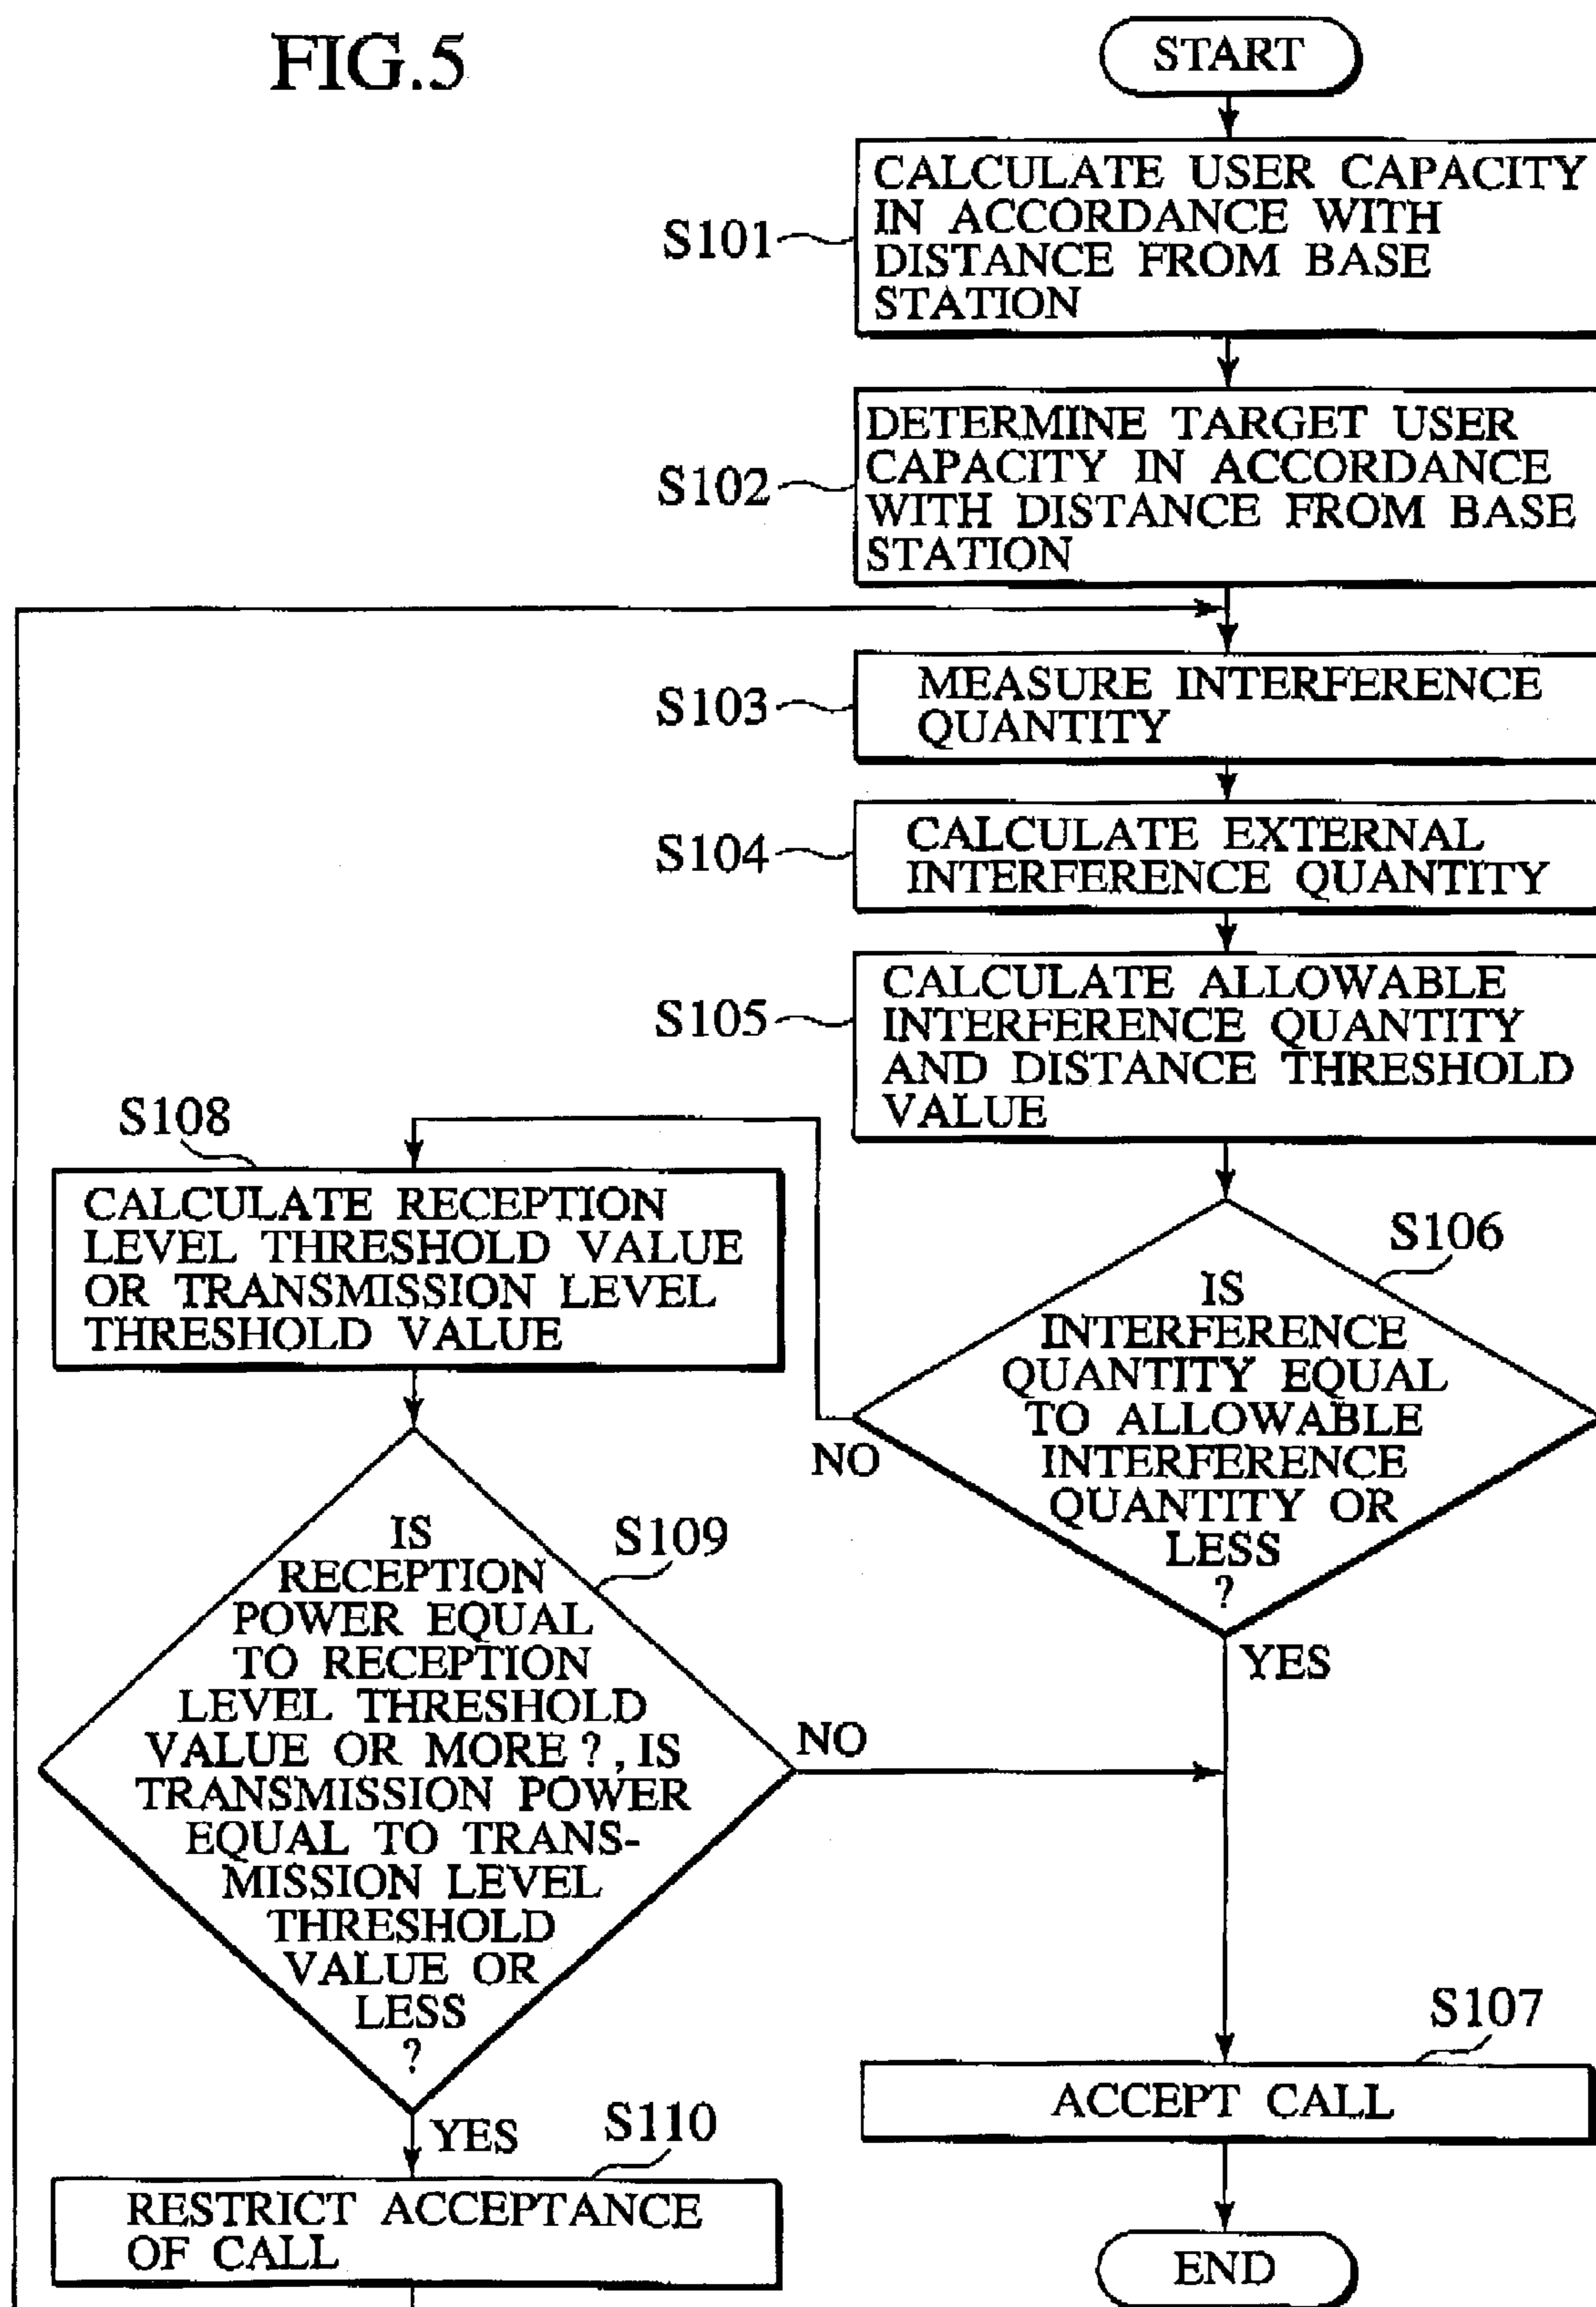 FIG.5
START
S101
CALCULATE USER CAPACITY
IN ACCORDANCE WITH
DISTANCE FROM BASE
STATION
S102
DETERMINE TARGET USER
CAPACITY IN ACCORDANCE
WITH DISTANCE FROM BASE
STATION
S103
MEASURE INTERFERENCE
QUANTITY
S104
CALCULATE EXTERNAL
INTERFERENCE QUANTITY
S105
CALCULATE ALLOWABLE
INTERFERENCE QUANTITY
AND DISTANCE THRESHOLD
VALUE
S106
IS
INTERFERENCE
QUANTITY EQUAL
TO ALLOWABLE
INTERFERENCE
QUANTITY OR
LESS
?
NO
YES
S108
CALCULATE RECEPTION
LEVEL THRESHOLD VALUE
OR TRANSMISSION LEVEL
THRESHOLD VALUE
S109
IS
RECEPTION
POWER EQUAL
TO RECEPTION
LEVEL THRESHOLD
VALUE OR MORE ? , IS
TRANSMISSION POWER
EQUAL TO TRANS-
MISSION LEVEL
THRESHOLD
VALUE OR
LESS
?
NO
YES
S110
RESTRICT ACCEPTANCE
OF CALL
S107
ACCEPT CALL
END